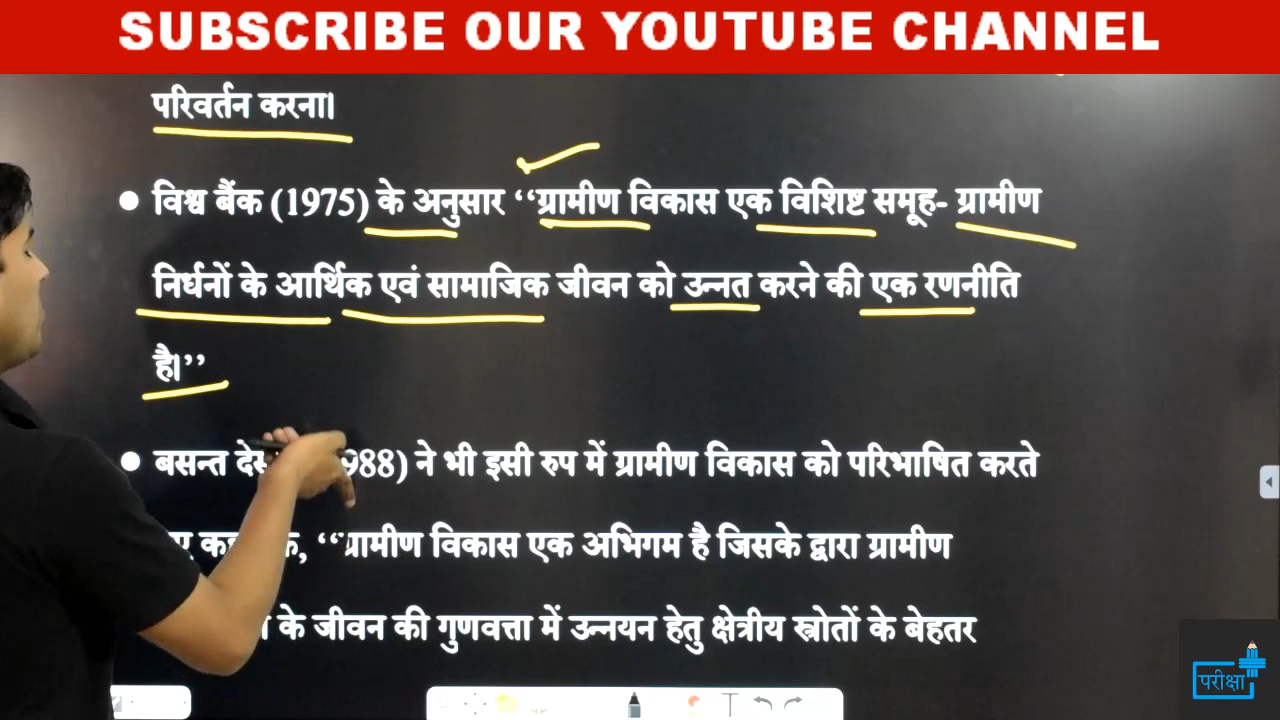 SUBSCRIBE OUR YOUTUBE CHANNEL
परिवर्तन करना।
● विश्व बैंक (1975) के अनुसार ‘‘ग्रामीण विकास एक विशिष्ट समूह- ग्रामीण
निर्धनों के आर्थिक एवं सामाजिक जीवन को उन्नत करने की एक रणनीति
है।’’
● बसन्त 988) ने भी इसी रुप में ग्रामीण विकास को परिभाषित करते
‘‘ग्रामीण विकास एक अभिगम है जिसके द्वारा ग्रामीण
के जीवन की गुणवत्ता में उन्नयन हेतु क्षेत्रीय स्त्रोतों के बेहतर
परीक्षा